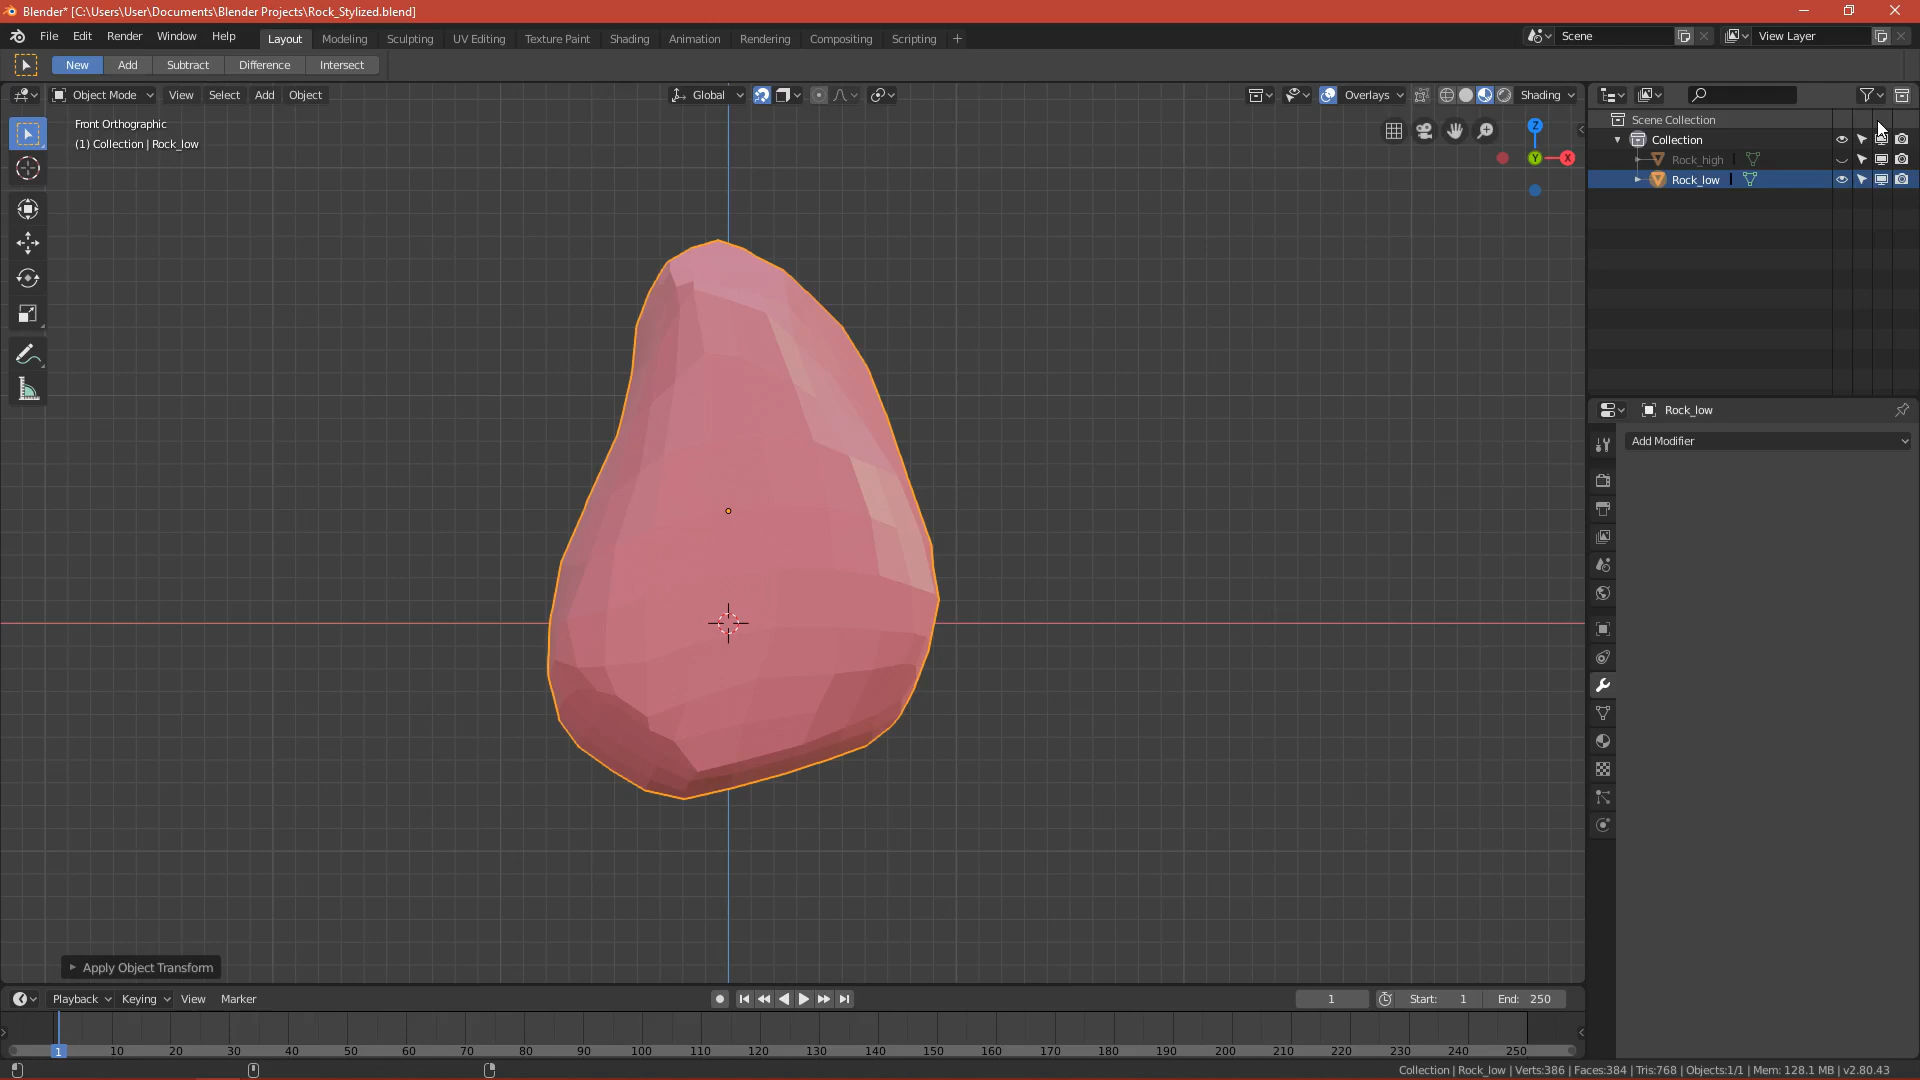 Blender* [C:\Users\User\Documents\Blender Projects\Rock_Stylized.blend]
File Edit Render Window Help Layout Modeling Sculpting UV Editing Texture Paint Shading Animation Rendering Compositing Scripting + Scene View Layer
New Add Subtract Difference Intersect
Object Mode View Select Add Object Global Overlays Shading
Front Orthographic
(1) Collection | Rock_low
Z
Y X
Scene Collection
Collection
Rock_high
Rock_low
Rock_low
Add Modifier
Apply Object Transform
Playback Keying View Marker 1 Start: 1 End: 250
1 10 20 30 40 50 60 70 80 90 100 110 120 130 140 150 160 170 180 190 200 210 220 230 240 250
Collection | Rock_low | Verts:386 | Faces:384 | Tris:768 | Objects:1/1 | Mem: 128.1 MB | v2.80.43